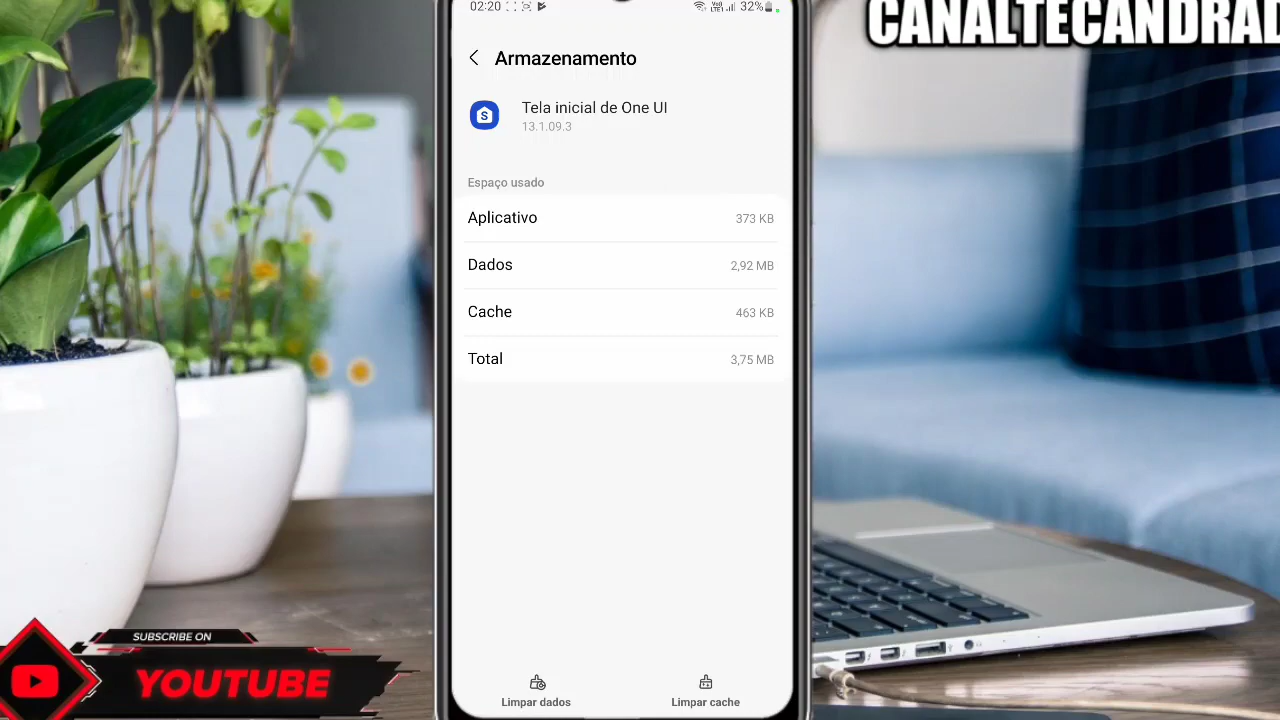 CANALTECANDRAD
02:20
32%
Armazenamento
Tela inicial de One UI
13.1.09.3
Espaço usado
Aplicativo 373 KB
Dados 2,92 MB
Cache 463 KB
Total 3,75 MB
Limpar dados Limpar cache
SUBSCRIBE ON
YOUTUBE